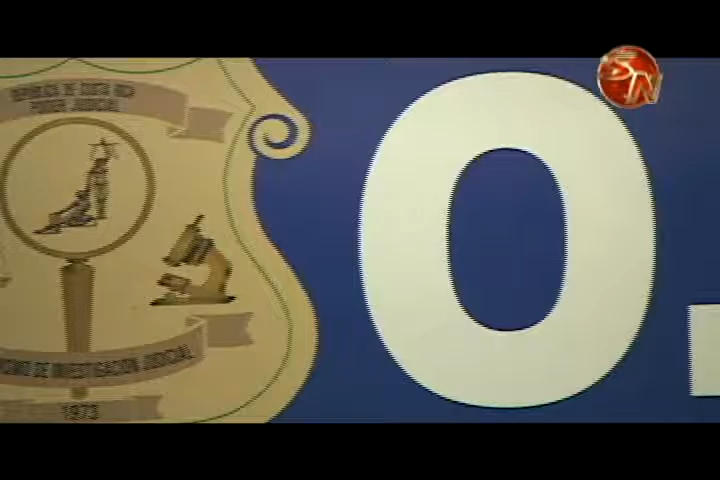 REPUBLICA DE COSTA RICA
PODER JUDICIAL
DE INVESTIGACION JUDICIAL
1973
O.